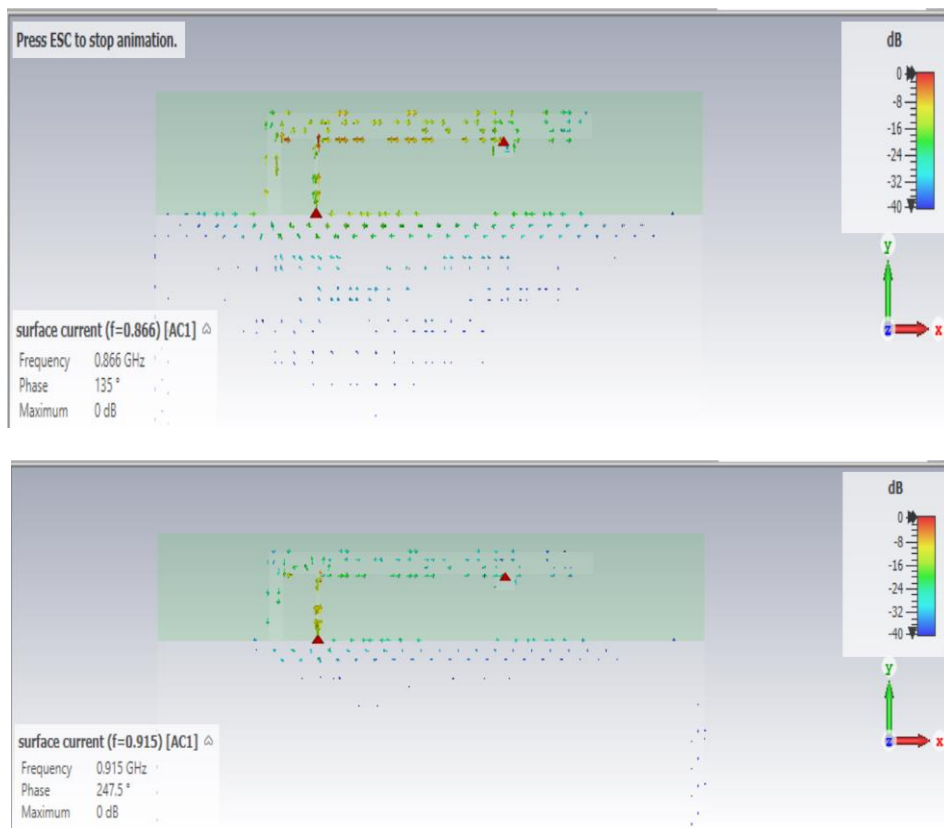 Press ESC to stop animation.
dB
0
-8
-16
-24
-32
-40
y
z x
surface current (f=0.866) [AC1]
Frequency 0.866 GHz
Phase 135 °
Maximum 0 dB
dB
0
-8
-16
-24
-32
-40
y
z x
surface current (f=0.915) [AC1]
Frequency 0.915 GHz
Phase 247.5 °
Maximum 0 dB